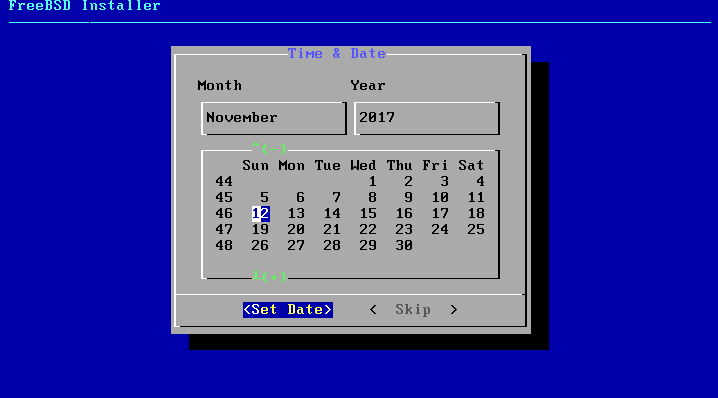 FreeBSD Installer
Time & Date
Month Year
November 2017
^(-)
Sun Mon Tue Wed Thu Fri Sat
44 1 2 3 4
45 5 6 7 8 9 10 11
46 12 13 14 15 16 17 18
47 19 20 21 22 23 24 25
48 26 27 28 29 30
(+)
<Set Date> < Skip >